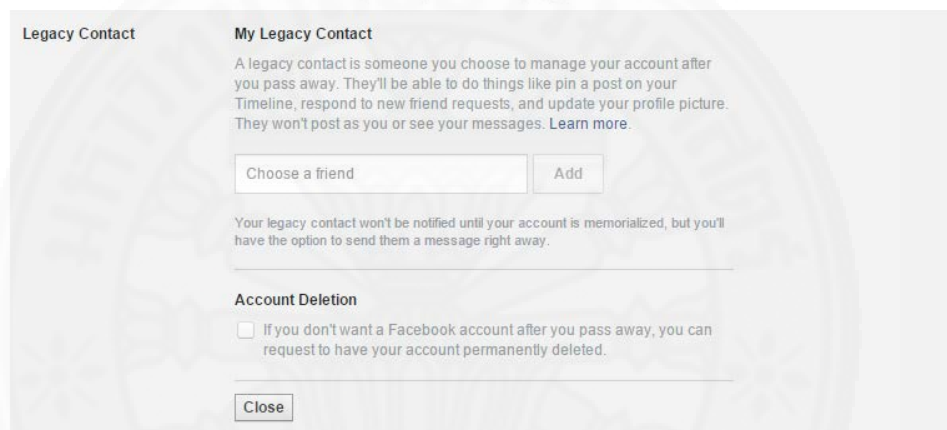 Legacy Contact
My Legacy Contact
A legacy contact is someone you choose to manage your account after
you pass away. They'll be able to do things like pin a post on your
Timeline, respond to new friend requests, and update your profile picture.
They won't post as you or see your messages. Learn more.
Choose a friend
Add
Your legacy contact won't be notified until your account is memorialized, but you'll
have the option to send them a message right away.
Account Deletion
If you don't want a Facebook account after you pass away, you can
request to have your account permanently deleted.
Close